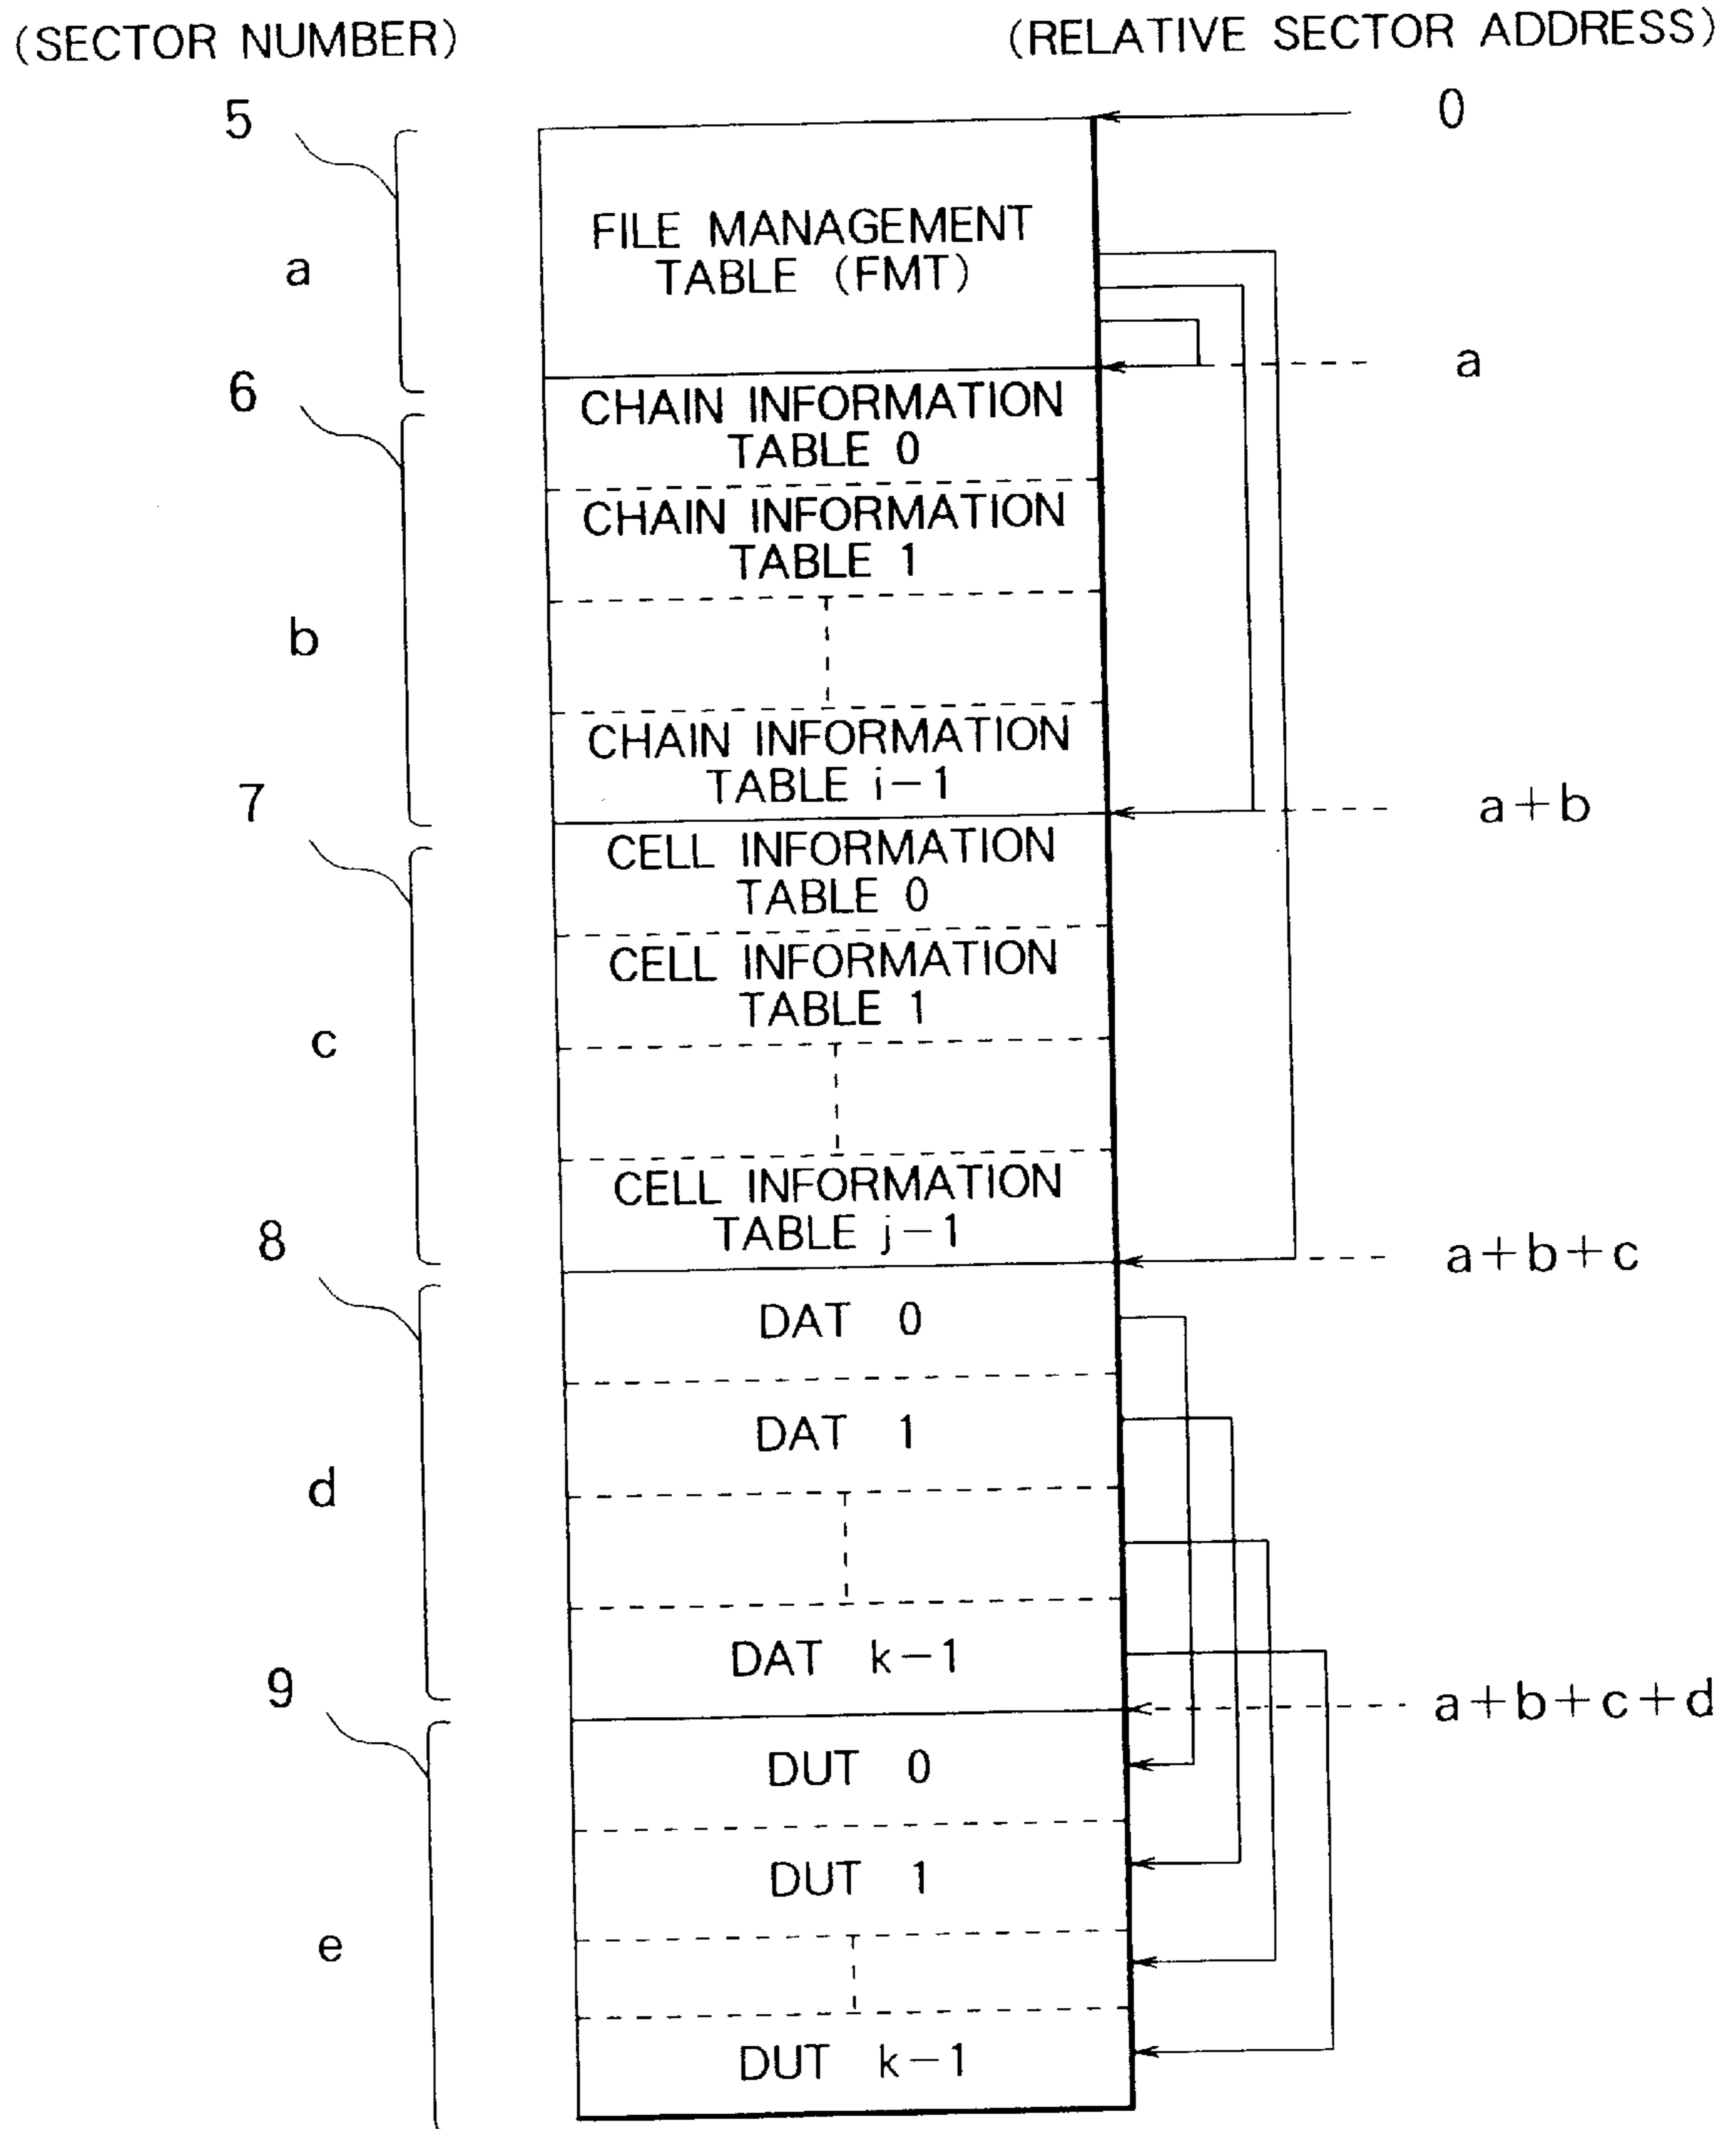 (SECTOR NUMBER)
(RELATIVE SECTOR ADDRESS)
5
0
FILE MANAGEMENT
TABLE (FMT)
a
a
6
CHAIN INFORMATION
TABLE 0
CHAIN INFORMATION
TABLE 1
b
CHAIN INFORMATION
TABLE i-1
7
a+b
CELL INFORMATION
TABLE 0
CELL INFORMATION
TABLE 1
c
CELL INFORMATION
TABLE j-1
8
a+b+c
DAT 0
DAT 1
d
DAT k-1
9
a+b+c+d
DUT 0
DUT 1
e
DUT k-1